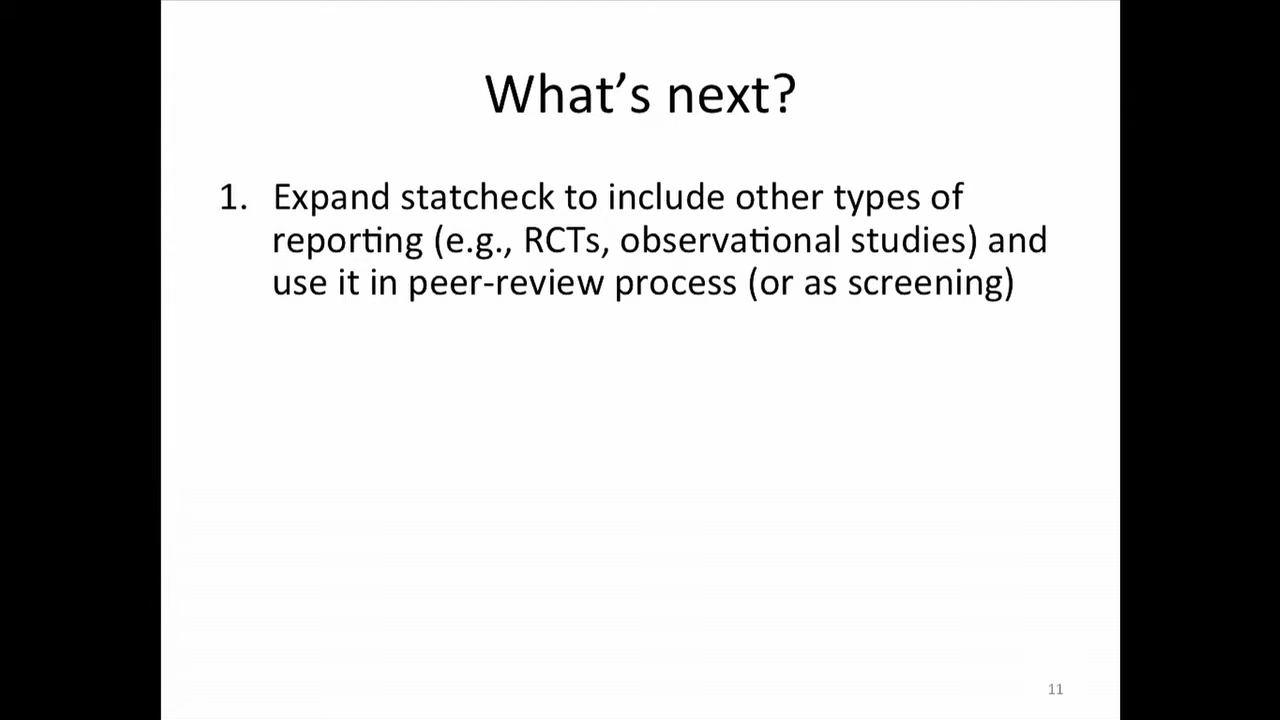 What’s next?
1. Expand statcheck to include other types of
reporting (e.g., RCTs, observational studies) and
use it in peer-review process (or as screening)
11